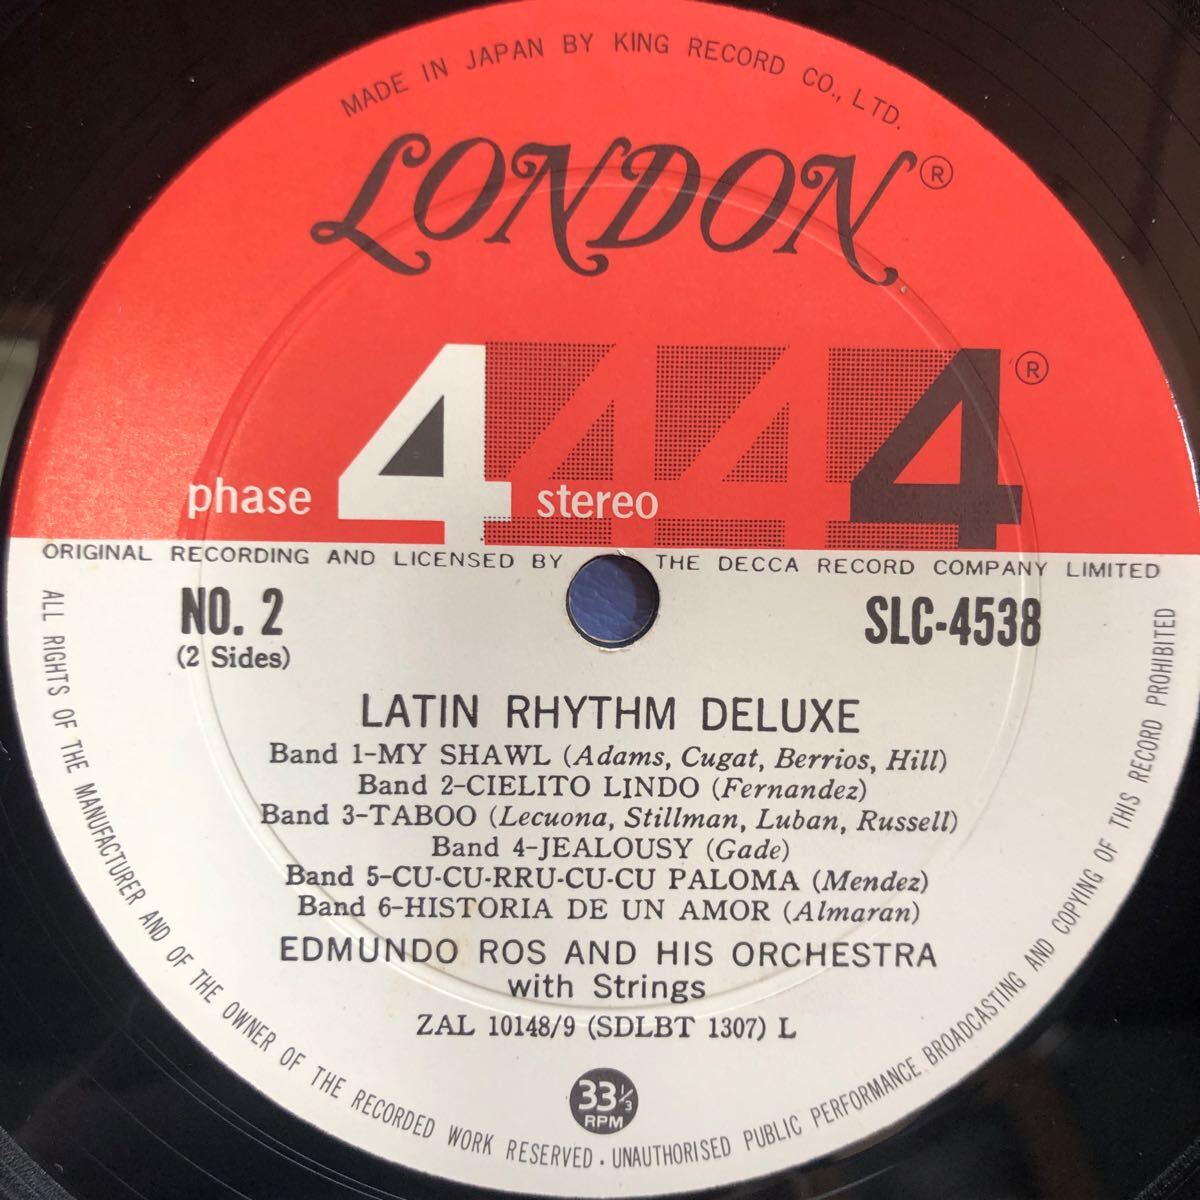 MADE IN JAPAN BY KING RECORD CO., LTD.
LONDON®
phase 4 stereo 4 4 4®
ORIGINAL RECORDING AND LICENSED BY THE DECCA RECORD COMPANY LIMITED
NO. 2
(2 Sides)
SLC-4538
LATIN RHYTHM DELUXE
Band 1-MY SHAWL (Adams, Cugat, Berrios, Hill)
Band 2-CIELITO LINDO (Fernandez)
Band 3-TABOO (Lecuona, Stillman, Luban, Russell)
Band 4-JEALOUSY (Gade)
Band 5-CU-CU-RRU-CU-CU PALOMA (Mendez)
Band 6-HISTORIA DE UN AMOR (Almaran)
EDMUNDO ROS AND HIS ORCHESTRA
with Strings
ZAL 10148/9 (SDLBT 1307) L
33⅓
RPM
ALL RIGHTS OF THE MANUFACTURER AND OF THE OWNER OF THE RECORDED WORK RESERVED · UNAUTHORISED PUBLIC PERFORMANCE BROADCASTING AND COPYING OF THIS RECORD PROHIBITED